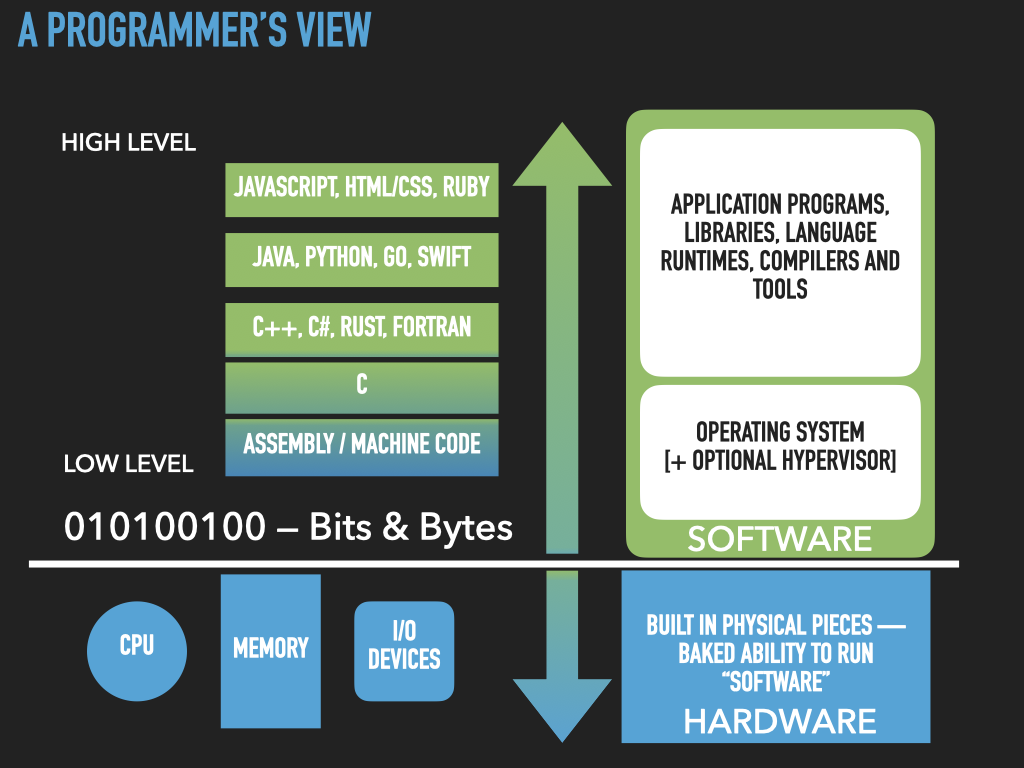 A PROGRAMMER’S VIEW
HIGH LEVEL
JAVASCRIPT, HTML/CSS, RUBY
JAVA, PYTHON, GO, SWIFT
C++, C#, RUST, FORTRAN
C
ASSEMBLY / MACHINE CODE
LOW LEVEL
010100100 – Bits & Bytes
APPLICATION PROGRAMS,
LIBRARIES, LANGUAGE
RUNTIMES, COMPILERS AND
TOOLS
OPERATING SYSTEM
[+ OPTIONAL HYPERVISOR]
SOFTWARE
CPU
MEMORY
I/O
DEVICES
BUILT IN PHYSICAL PIECES —
BAKED ABILITY TO RUN
“SOFTWARE”
HARDWARE